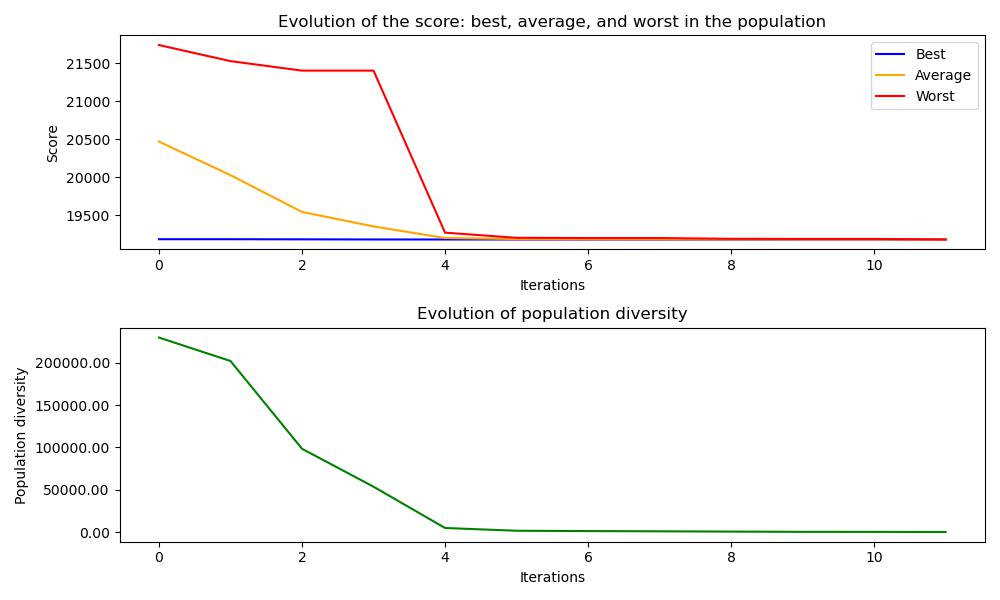 Evolution of the score: best, average, and worst in the population
Score
21500
21000
20500
20000
19500
Best
Average
Worst
0 2 4 6 8 10
Iterations
Evolution of population diversity
Population diversity
200000.00
150000.00
100000.00
50000.00
0.00
0 2 4 6 8 10
Iterations